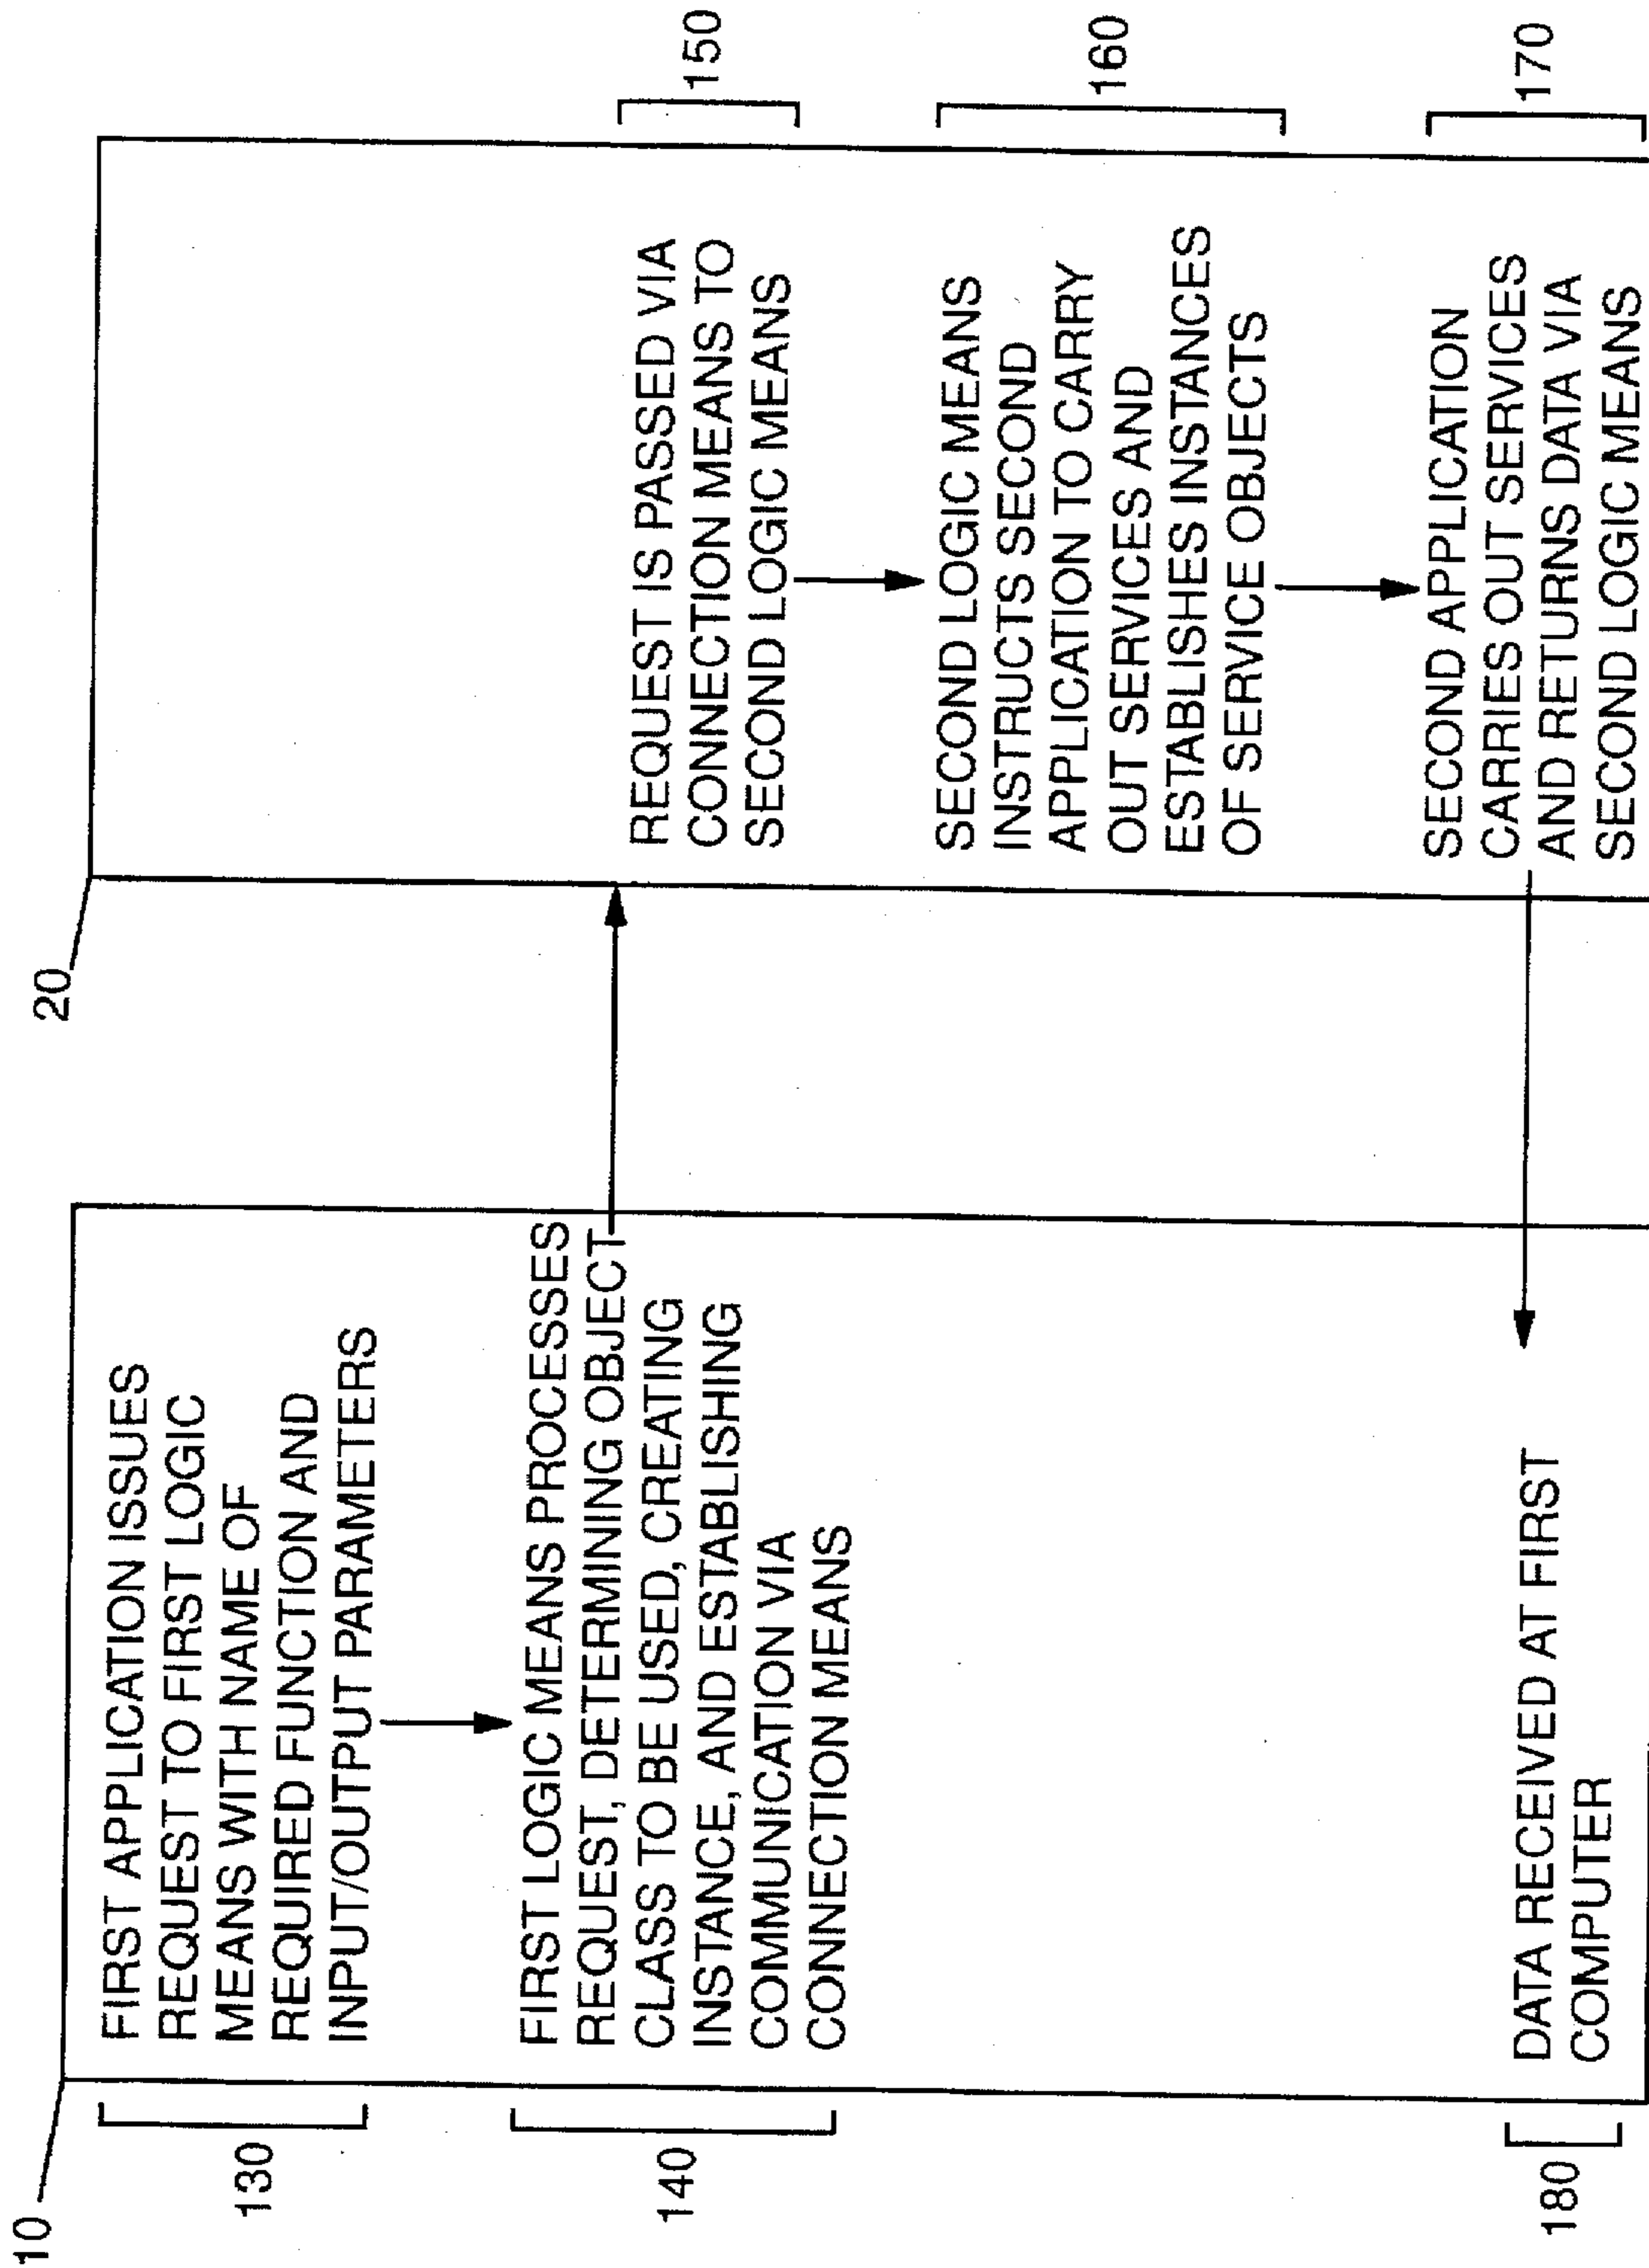 10
130
FIRST APPLICATION ISSUES
REQUEST TO FIRST LOGIC
MEANS WITH NAME OF
REQUIRED FUNCTION AND
INPUT/OUTPUT PARAMETERS
140
FIRST LOGIC MEANS PROCESSES
REQUEST, DETERMINING OBJECT
CLASS TO BE USED, CREATING
INSTANCE, AND ESTABLISHING
COMMUNICATION VIA
CONNECTION MEANS
20
REQUEST IS PASSED VIA
CONNECTION MEANS TO
SECOND LOGIC MEANS
150
SECOND LOGIC MEANS
INSTRUCTS SECOND
APPLICATION TO CARRY
OUT SERVICES AND
ESTABLISHES INSTANCES
OF SERVICE OBJECTS
160
SECOND APPLICATION
CARRIES OUT SERVICES
AND RETURNS DATA VIA
SECOND LOGIC MEANS
170
180
DATA RECEIVED AT FIRST
COMPUTER